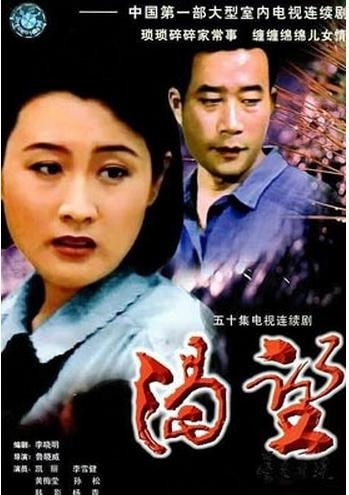 ——中国第一部大型室内电视连续剧
琐琐碎碎家常事 缠缠绵绵儿女情
五十集电视连续剧
渴望
编剧：李晓明
导演：鲁晓威
演员：凯丽 李雪健
黄梅莹 孙松
韩影 杨青